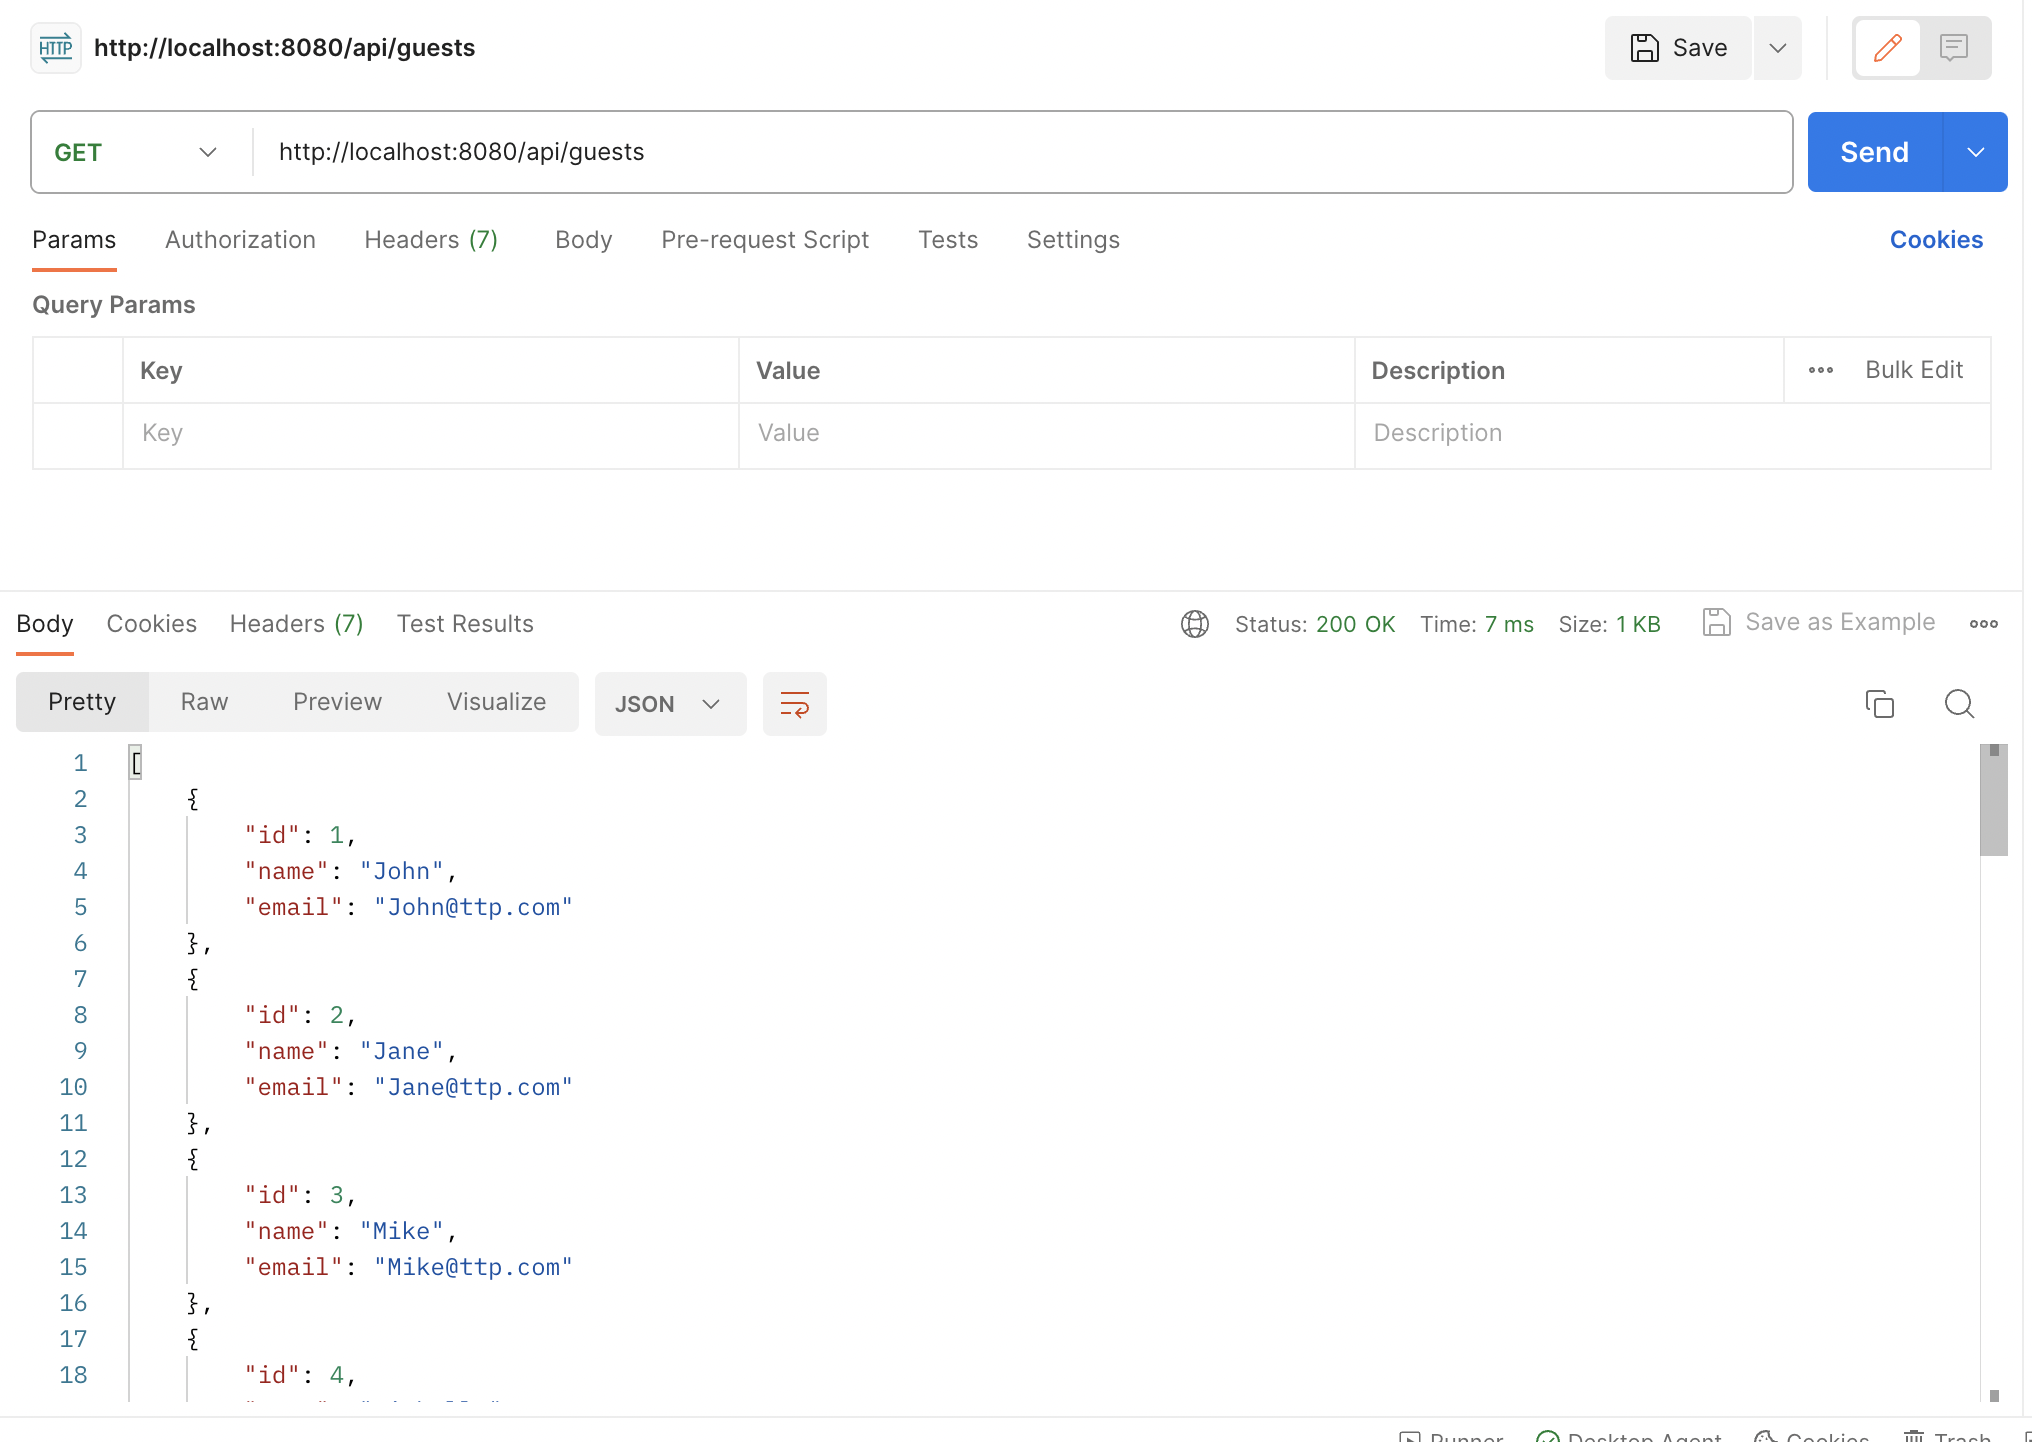 HTTP http://localhost:8080/api/guests Save
GET http://localhost:8080/api/guests Send
Params Authorization Headers (7) Body Pre-request Script Tests Settings Cookies
Query Params
Key Value Description Bulk Edit
Key Value Description
Body Cookies Headers (7) Test Results Status: 200 OK Time: 7 ms Size: 1 KB Save as Example
Pretty Raw Preview Visualize JSON
1 [
2 {
3 "id": 1,
4 "name": "John",
5 "email": "John@ttp.com"
6 },
7 {
8 "id": 2,
9 "name": "Jane",
10 "email": "Jane@ttp.com"
11 },
12 {
13 "id": 3,
14 "name": "Mike",
15 "email": "Mike@ttp.com"
16 },
17 {
18 "id": 4,
Runner Desktop Agent Cookies Trash